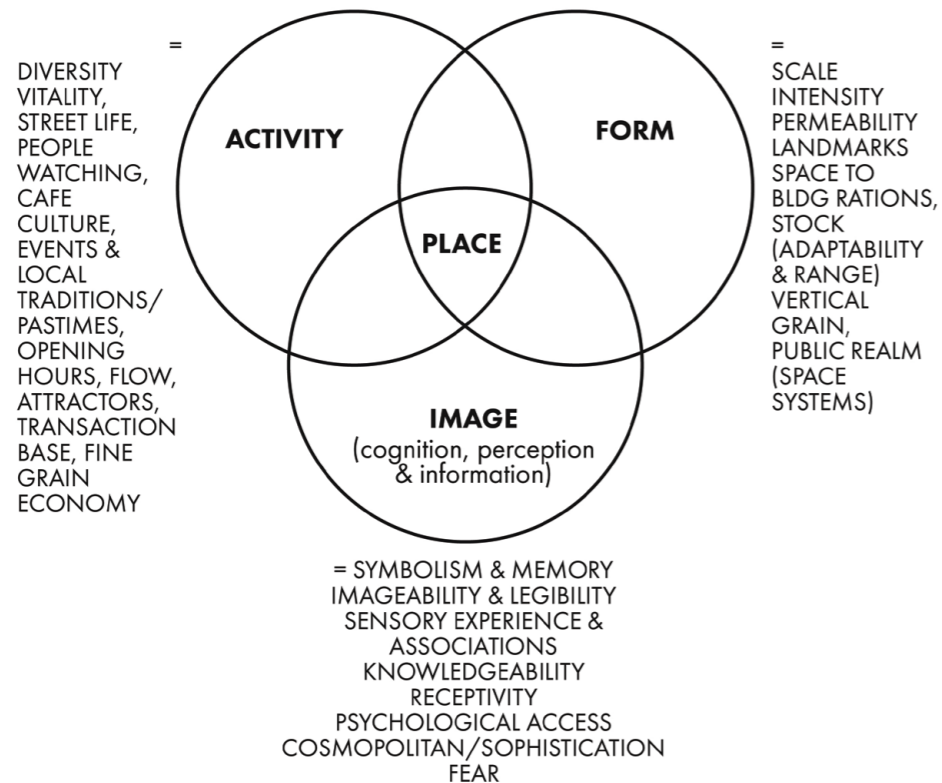 =
DIVERSITY
VITALITY,
STREET LIFE,
PEOPLE
WATCHING,
CAFE
CULTURE,
EVENTS &
LOCAL
TRADITIONS/
PASTIMES,
OPENING
HOURS, FLOW,
ATTRACTORS,
TRANSACTION
BASE, FINE
GRAIN
ECONOMY
ACTIVITY
FORM
PLACE
IMAGE
(cognition, perception
& information)
=
SCALE
INTENSITY
PERMEABILITY
LANDMARKS
SPACE TO
BLDG RATIONS,
STOCK
(ADAPTABILITY
& RANGE)
VERTICAL
GRAIN,
PUBLIC REALM
(SPACE
SYSTEMS)
= SYMBOLISM & MEMORY
IMAGEABILITY & LEGIBILITY
SENSORY EXPERIENCE &
ASSOCIATIONS
KNOWLEDGEABILITY
RECEPTIVITY
PSYCHOLOGICAL ACCESS
COSMOPOLITAN/SOPHISTICATION
FEAR